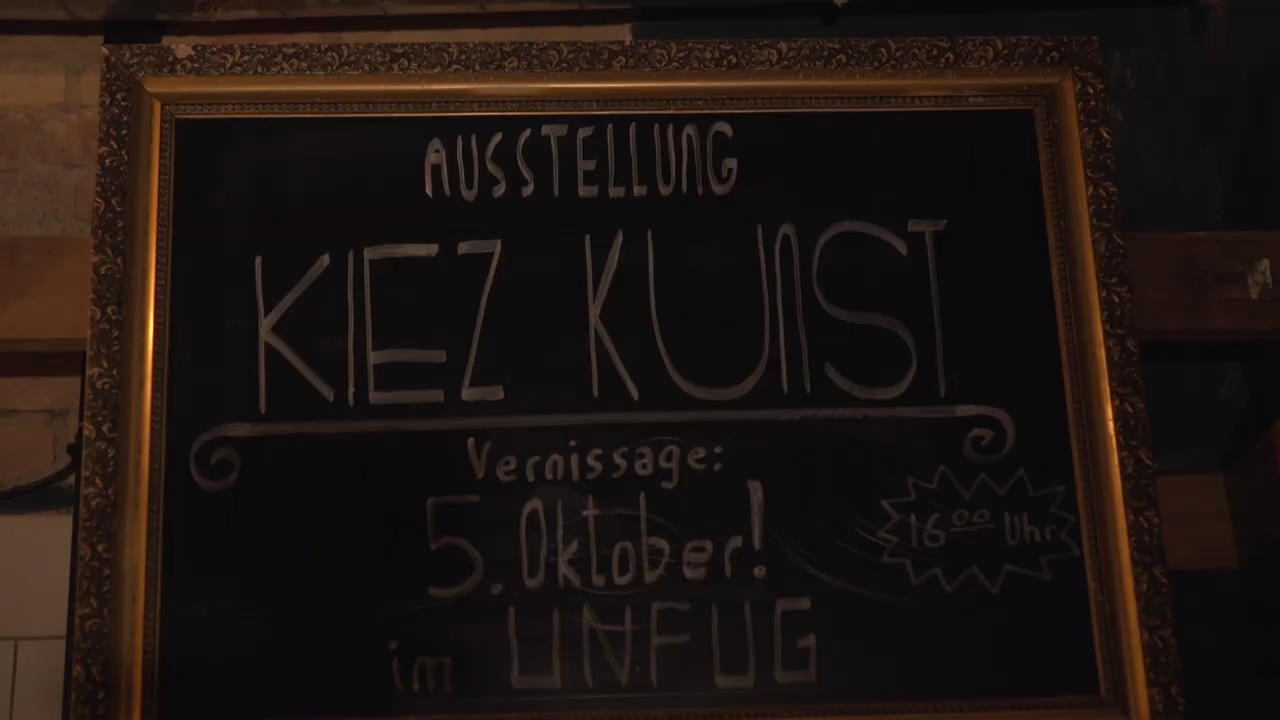 AUSSTELLUNG
KIEZ KUNST
Vernissage:
5. Oktober!
16⁰⁰ Uhr
im UNFUG